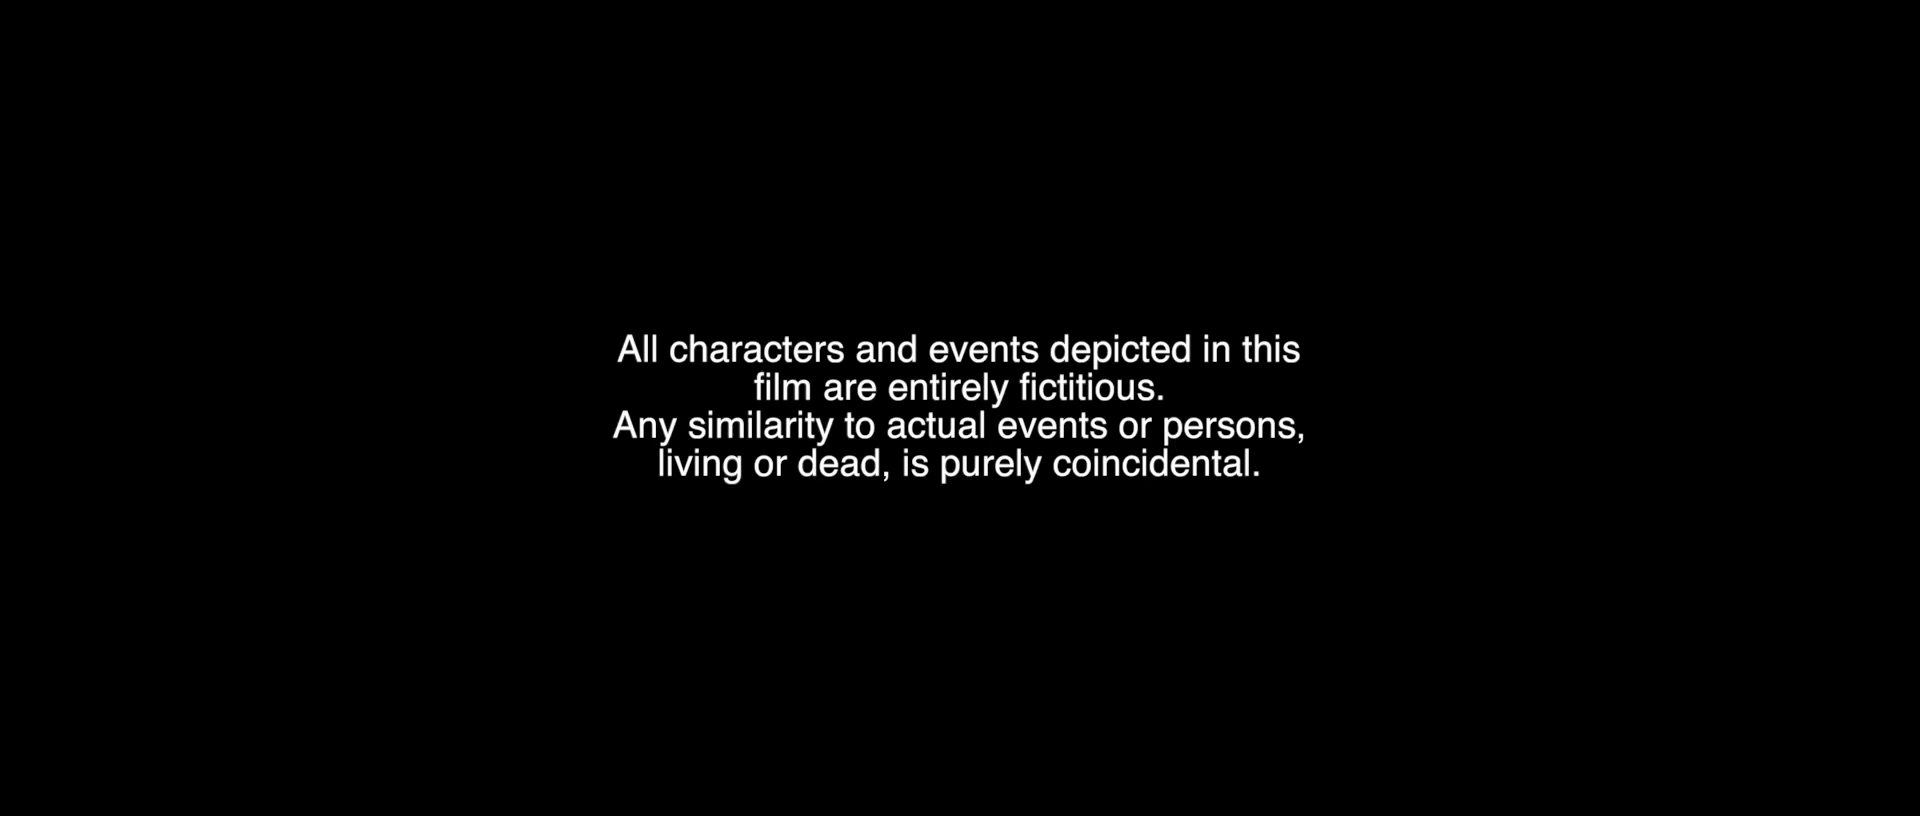 All characters and events depicted in this
film are entirely fictitious.
Any similarity to actual events or persons,
living or dead, is purely coincidental.